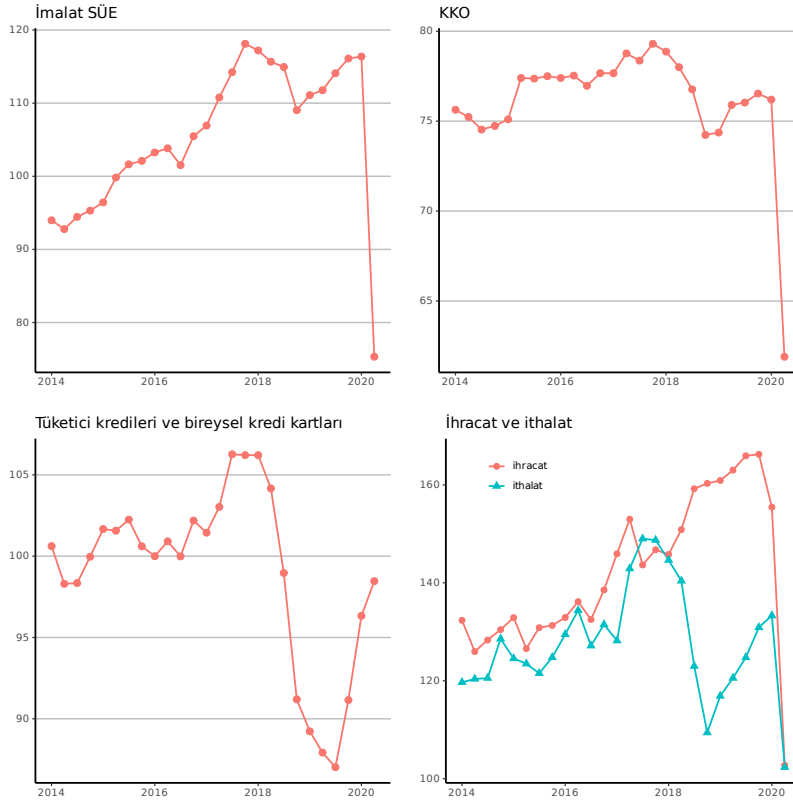 İmalat SÜE
120
110
100
90
80
2014 2016 2018 2020
KKO
80
75
70
65
2014 2016 2018 2020
Tüketici kredileri ve bireysel kredi kartları
105
100
95
90
2014 2016 2018 2020
İhracat ve ithalat
ihracat
ithalat
160
140
120
100
2014 2016 2018 2020